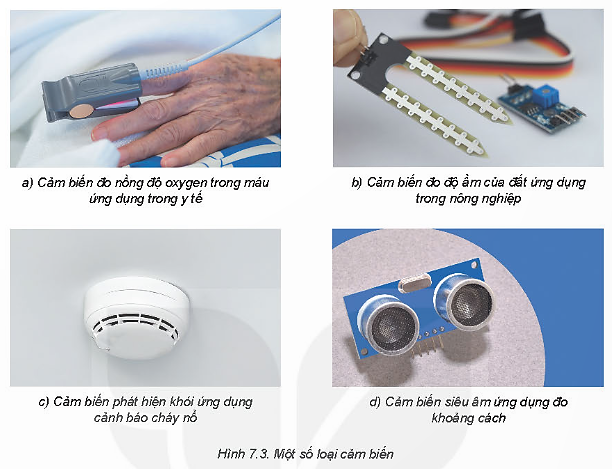 a) Cảm biến đo nồng độ oxygen trong máu
ứng dụng trong y tế
b) Cảm biến đo độ ẩm của đất ứng dụng
trong nông nghiệp
c) Cảm biến phát hiện khói ứng dụng
cảnh báo cháy nổ
d) Cảm biến siêu âm ứng dụng đo
khoảng cách
Hình 7.3. Một số loại cảm biến